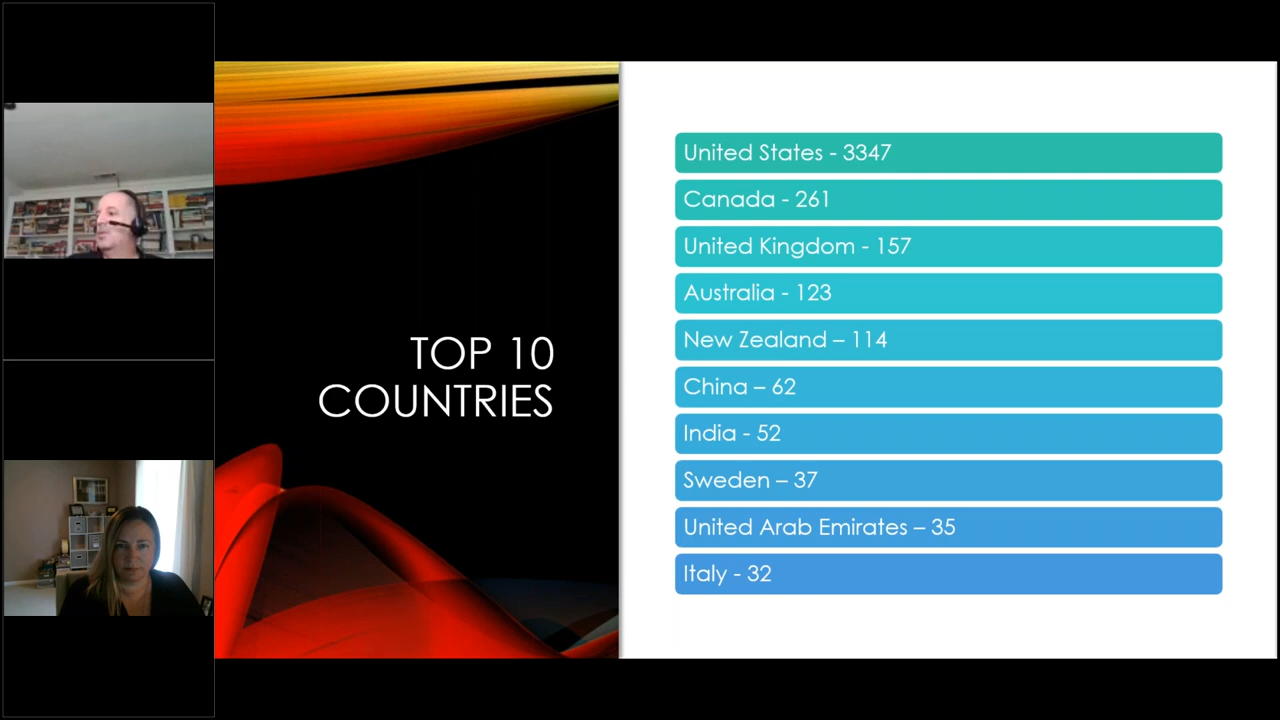 TOP 10
COUNTRIES
United States - 3347
Canada - 261
United Kingdom - 157
Australia - 123
New Zealand – 114
China – 62
India - 52
Sweden – 37
United Arab Emirates – 35
Italy - 32